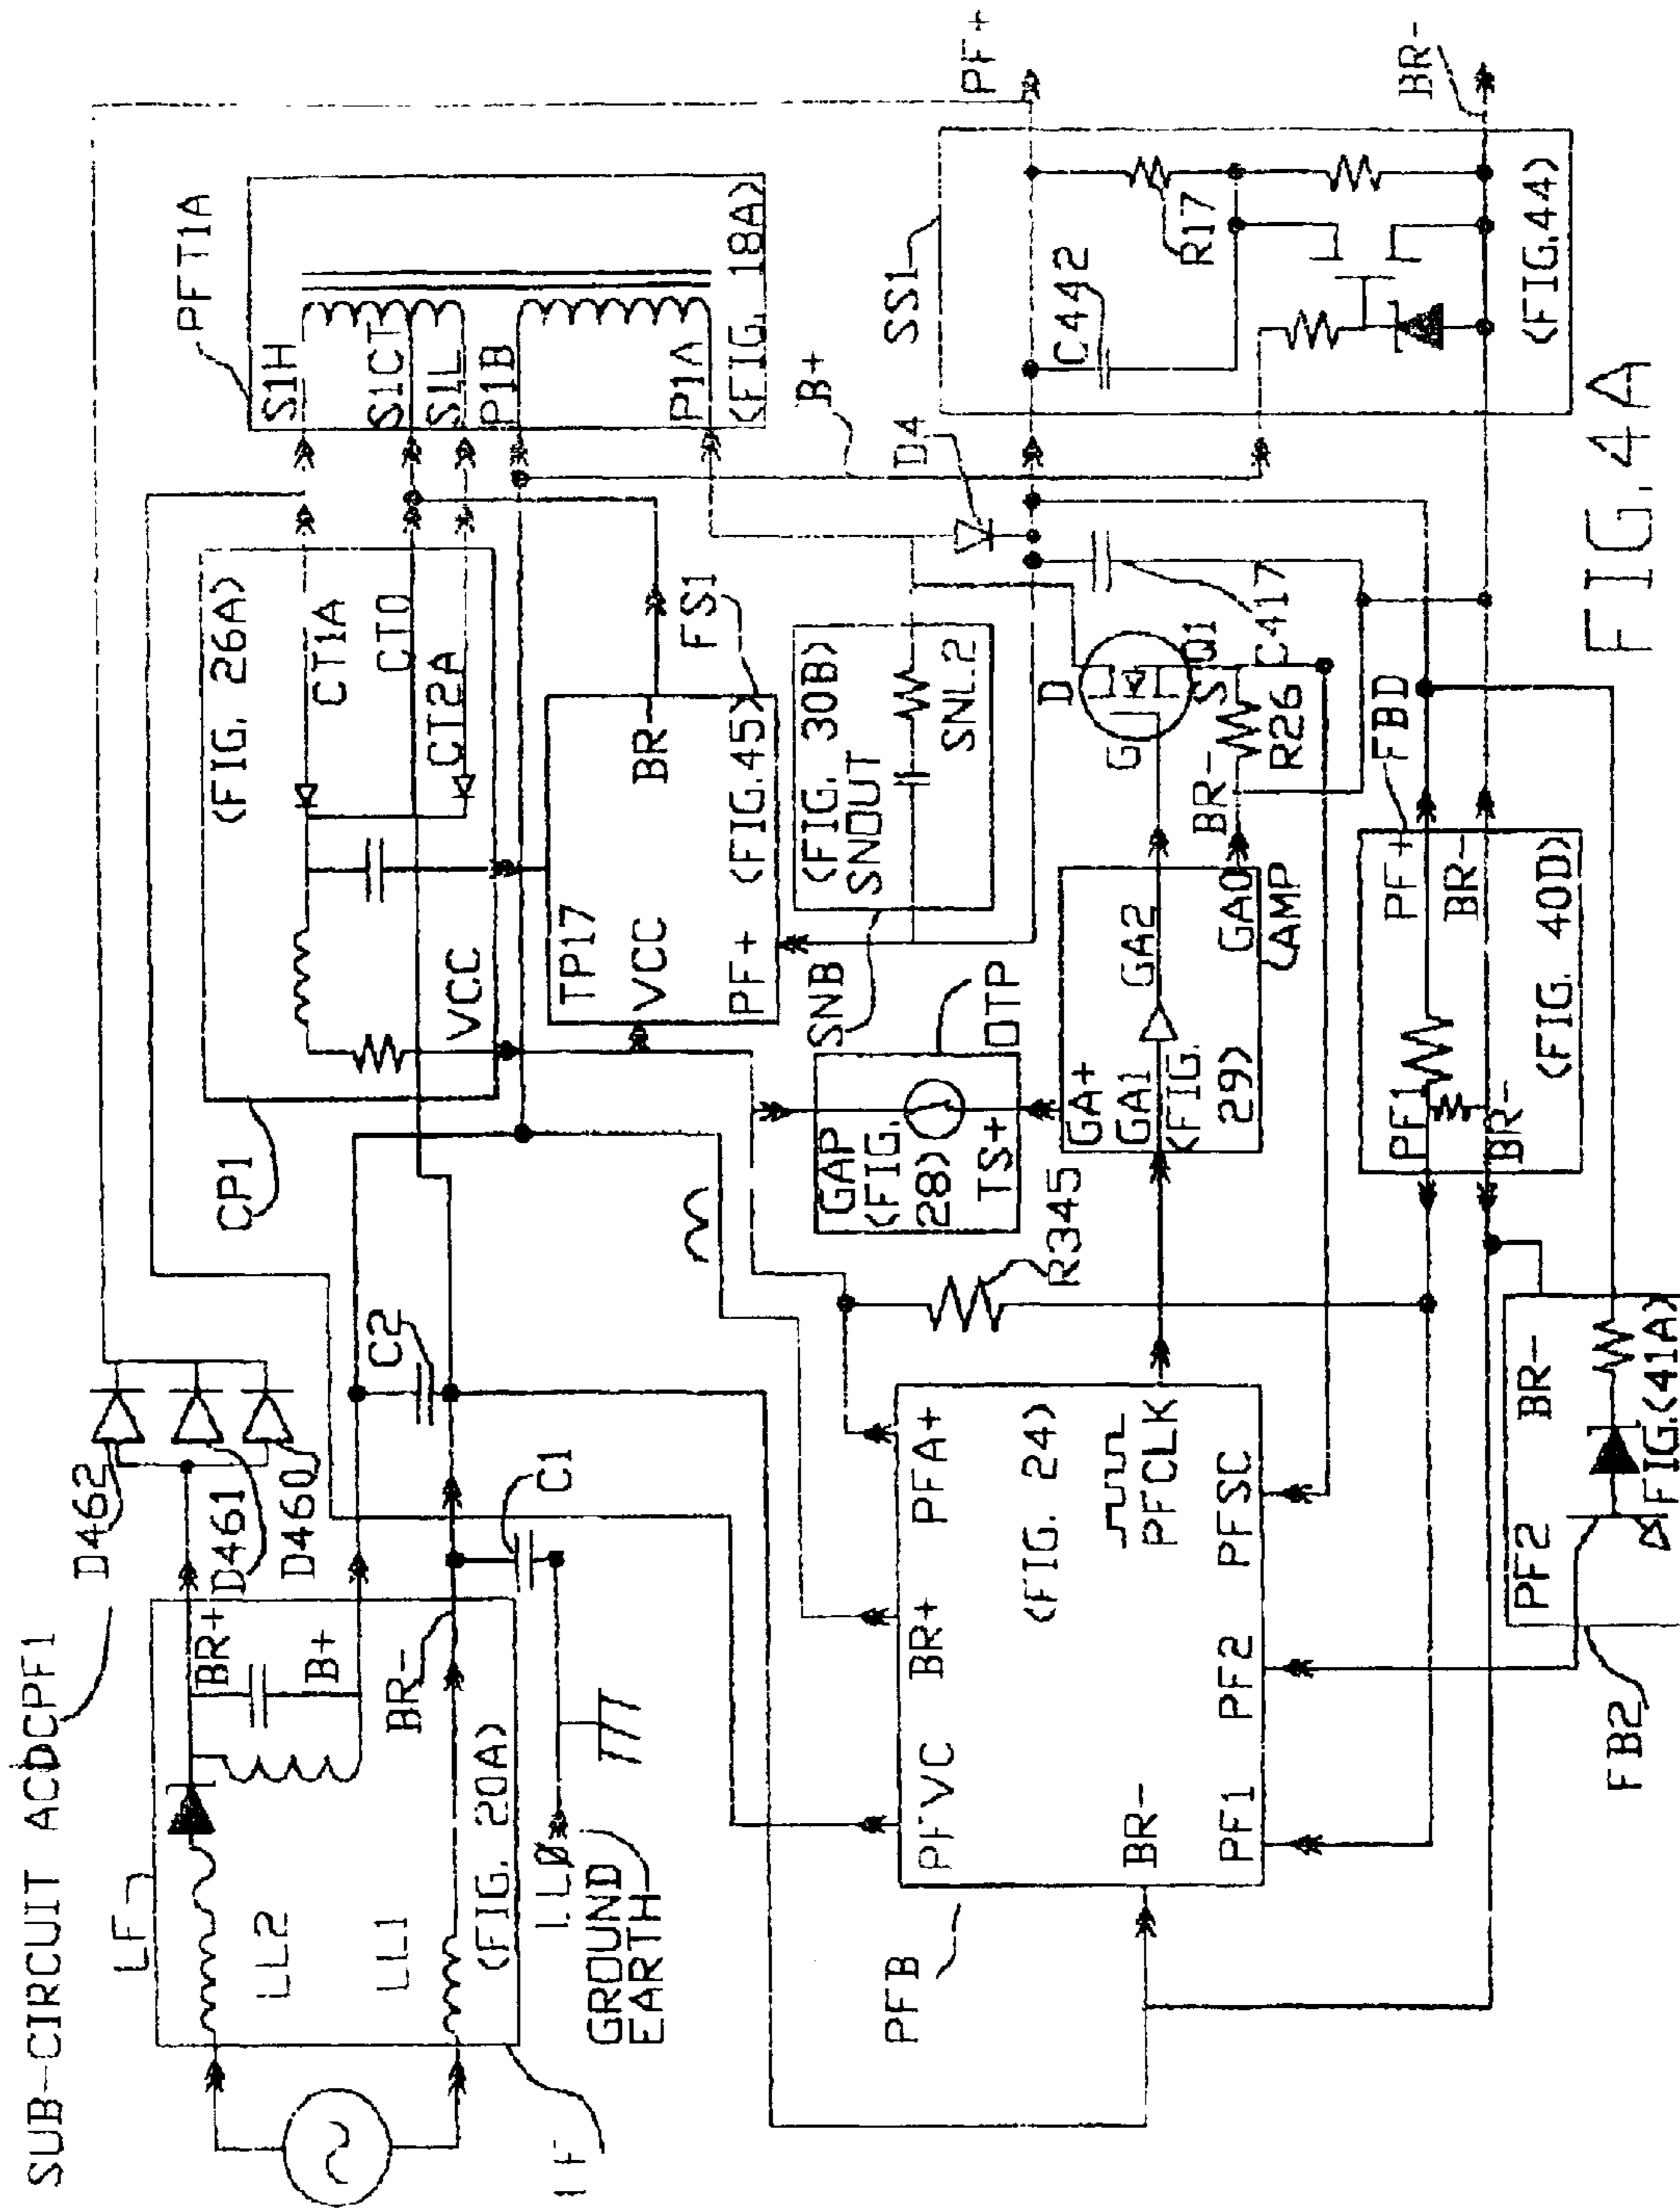 SUB-CIRCUIT ACDCPF1
LF
LL2
LL1
(FIG. 20A)
BR+
B+
BR-
LL0
GROUND
EARTH
D462
D461
D460
C1
C2
CP1
(FIG. 26A)
CT1A
CT0
CT2A
VCC
PFT1A
S1H
S1CT
S1L
P1B
P1A
(FIG. 18A)
TP17
VCC
PF+
BR-
(FIG.45)
FS1
B+
SNB
(FIG. 30B)
SNOUT
SNL2
D4
PF+
SS1
C442
R17
(FIG.44)
BR-
GAP
(FIG.
28)
TS+
OTP
R345
GA+
GA1
GA2
(FIG.
29)
GA0
AMP
D
G
S
Q1
BR-
R26
C417
PFB
PFVC
BR+
PFA+
(FIG. 24)
PFCLK
BR-
PF1
PF2
PFSC
PF1
PF+
BR-
BR-
(FIG. 40D)
FBD
PF2
BR-
FIG.(41A)
FB2
FIG.4A